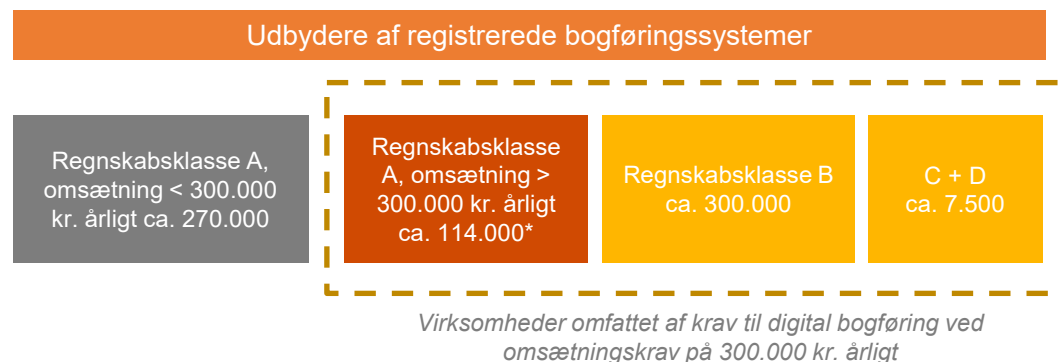 Udbydere af registrerede bogføringssystemer
Regnskabsklasse A,
omsætning < 300.000
kr. årligt ca. 270.000
Regnskabsklasse
A, omsætning >
300.000 kr. årligt
ca. 114.000*
Regnskabsklasse B
ca. 300.000
C + D
ca. 7.500
Virksomheder omfattet af krav til digital bogføring ved
omsætningskrav på 300.000 kr. årligt